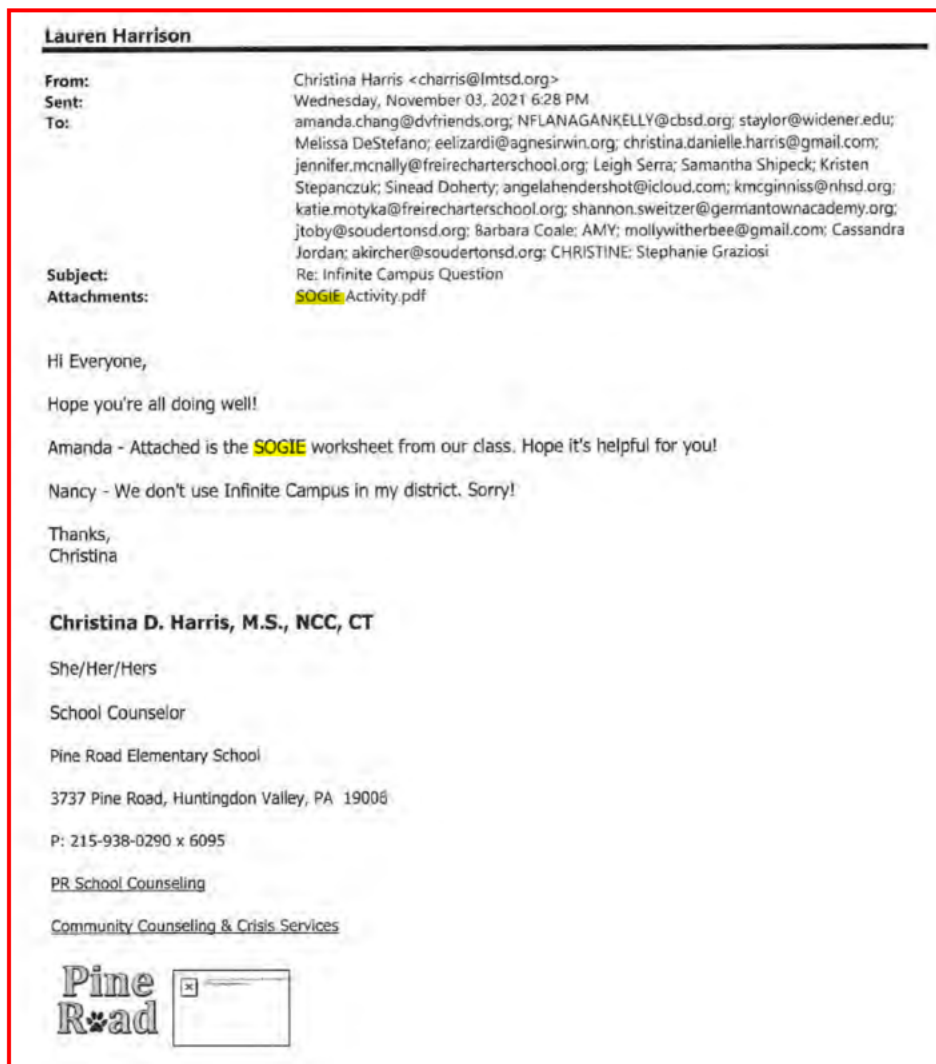 Lauren Harrison
From: Christina Harris <charris@lmtsd.org>
Sent: Wednesday, November 03, 2021 6:28 PM
To: amanda.chang@dvfriends.org; NFLANAGANKELLY@cbsd.org; staylor@widener.edu;
Melissa DeStefano; eelizardi@agnesirwin.org; christina.danielle.harris@gmail.com;
jennifer.mcnally@freirecharterschool.org; Leigh Serra; Samantha Shipeck; Kristen
Stepanczuk; Sinead Doherty; angelahendershot@icloud.com; kmcginniss@nhsd.org;
katie.motyka@freirecharterschool.org; shannon.sweitzer@germantownacademy.org;
jtoby@soudertonsd.org; Barbara Coale; AMY; mollywitherbee@gmail.com; Cassandra
Jordan; akircher@soudertonsd.org; CHRISTINE; Stephanie Graziosi
Subject: Re: Infinite Campus Question
Attachments: SOGIE Activity.pdf
Hi Everyone,
Hope you're all doing well!
Amanda - Attached is the SOGIE worksheet from our class. Hope it's helpful for you!
Nancy - We don't use Infinite Campus in my district. Sorry!
Thanks,
Christina
Christina D. Harris, M.S., NCC, CT
She/Her/Hers
School Counselor
Pine Road Elementary School
3737 Pine Road, Huntingdon Valley, PA 19006
P: 215-938-0290 x 6095
PR School Counseling
Community Counseling & Crisis Services
Pine
Road